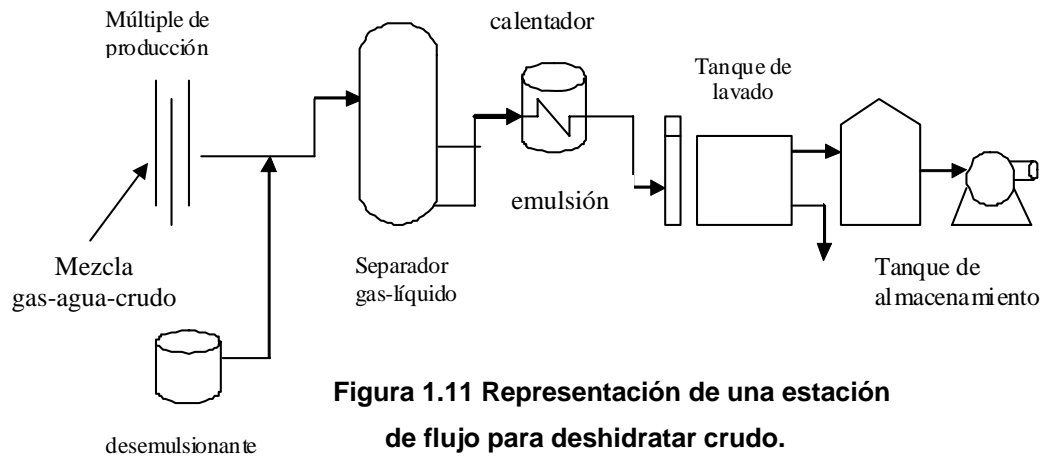 Múltiple de
producción
calentador
Tanque de
lavado
Mezcla
gas-agua-crudo
Separador
gas-líquido
emulsión
Tanque de
almacenamiento
desemulsionante
Figura 1.11 Representación de una estación
de flujo para deshidratar crudo.